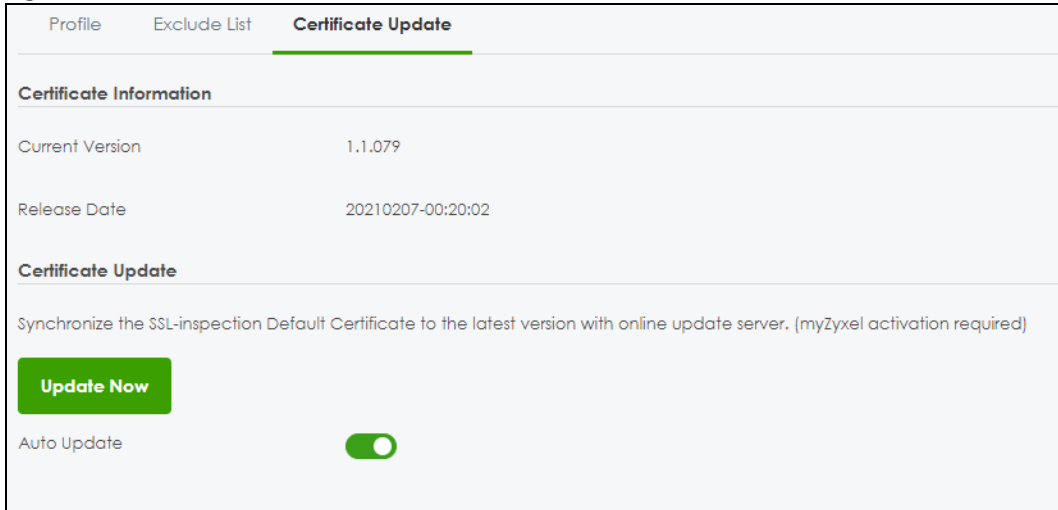 Profile Exclude List Certificate Update
Certificate Information
Current Version 1.1.079
Release Date 20210207-00:20:02
Certificate Update
Synchronize the SSL-inspection Default Certificate to the latest version with online update server. (myZyxel activation required)
Update Now
Auto Update